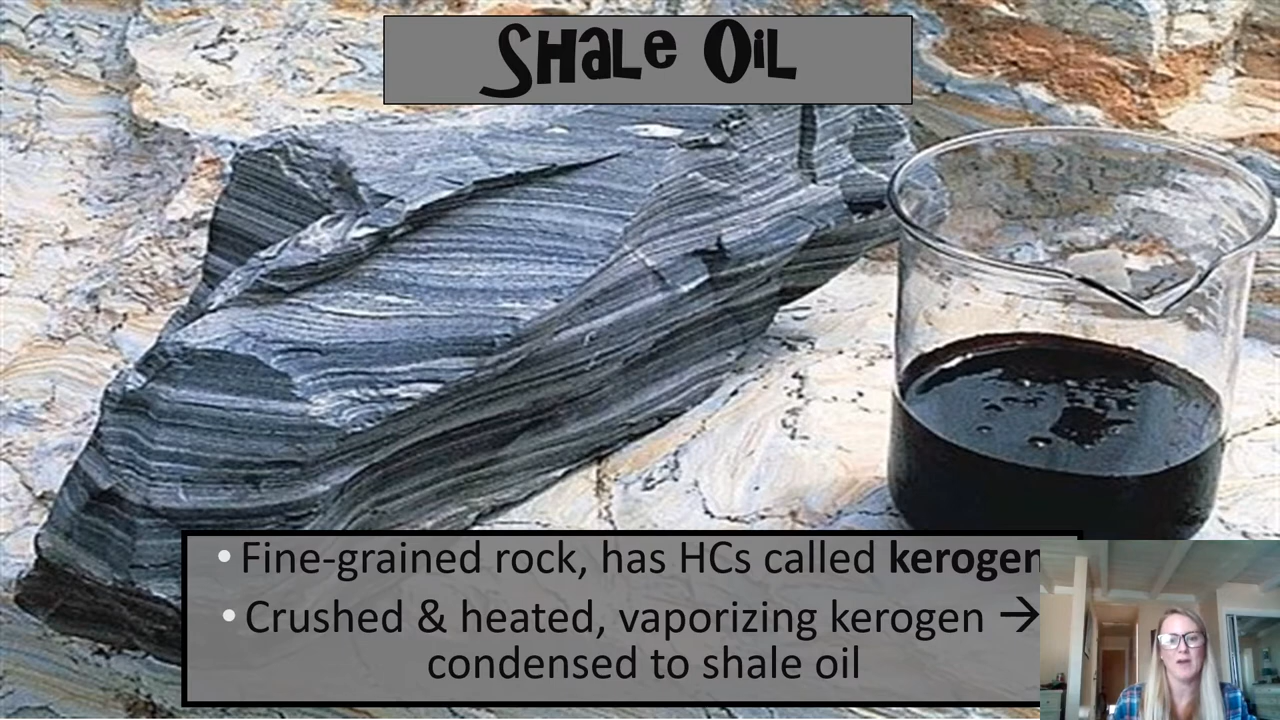 Shale Oil
• Fine-grained rock, has HCs called kerogen
• Crushed & heated, vaporizing kerogen →
condensed to shale oil